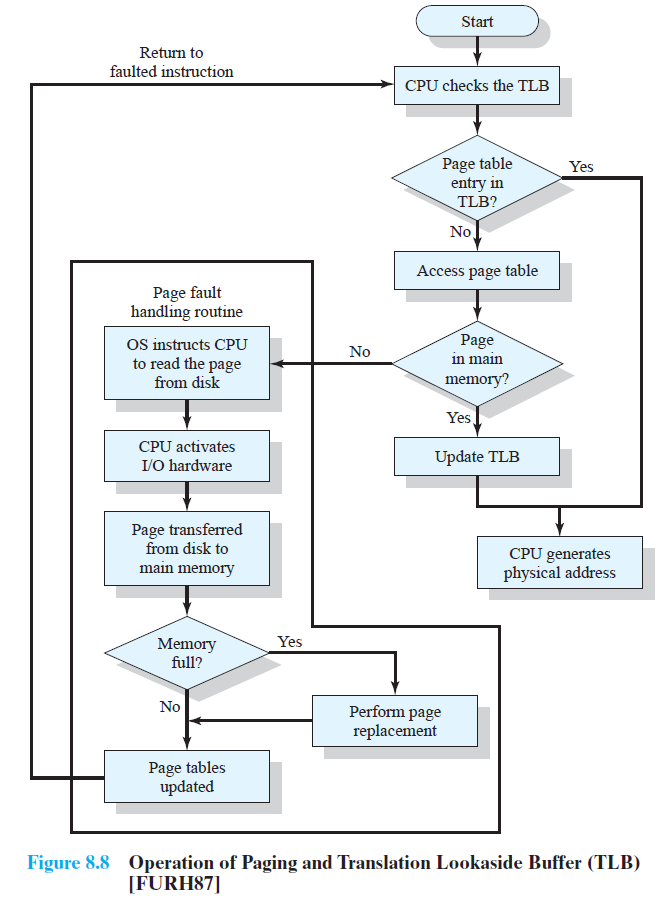 Start
Return to
faulted instruction
CPU checks the TLB
Page table
entry in
TLB?
Yes
No
Access page table
Page fault
handling routine
OS instructs CPU
to read the page
from disk
No
Page
in main
memory?
Yes
CPU activates
I/O hardware
Update TLB
Page transferred
from disk to
main memory
CPU generates
physical address
Memory
full?
Yes
No
Perform page
replacement
Page tables
updated
Figure 8.8 Operation of Paging and Translation Lookaside Buffer (TLB)
[FURH87]